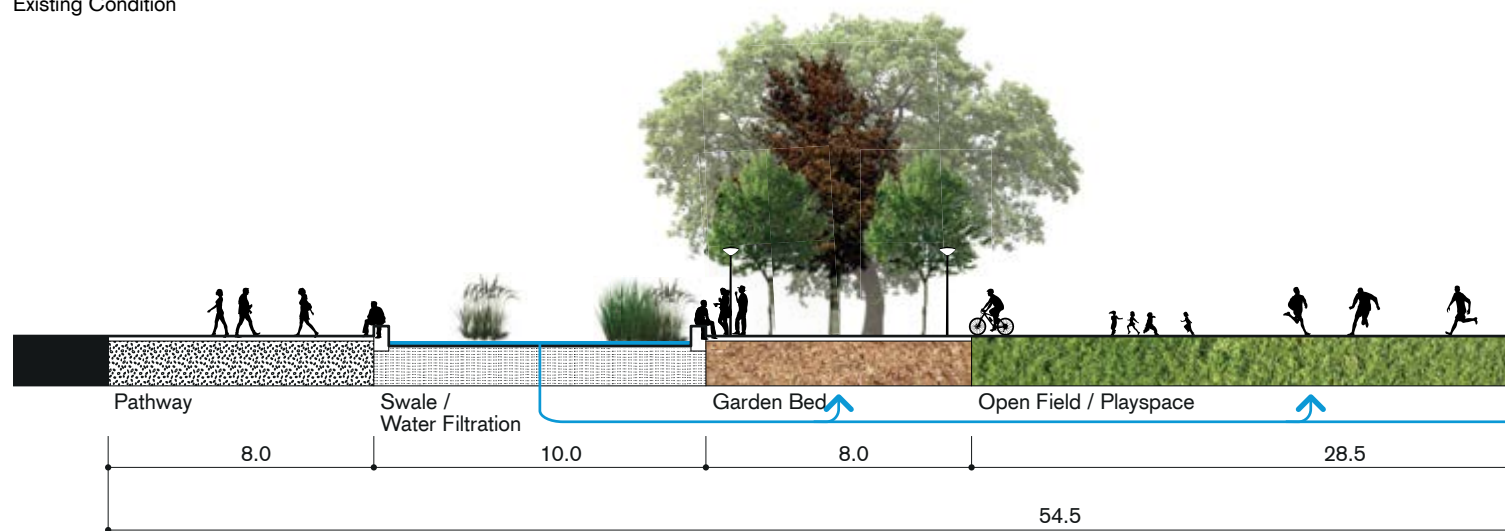 Existing Condition
Pathway
Swale /
Water Filtration
Garden Bed
Open Field / Playspace
8.0
10.0
8.0
28.5
54.5